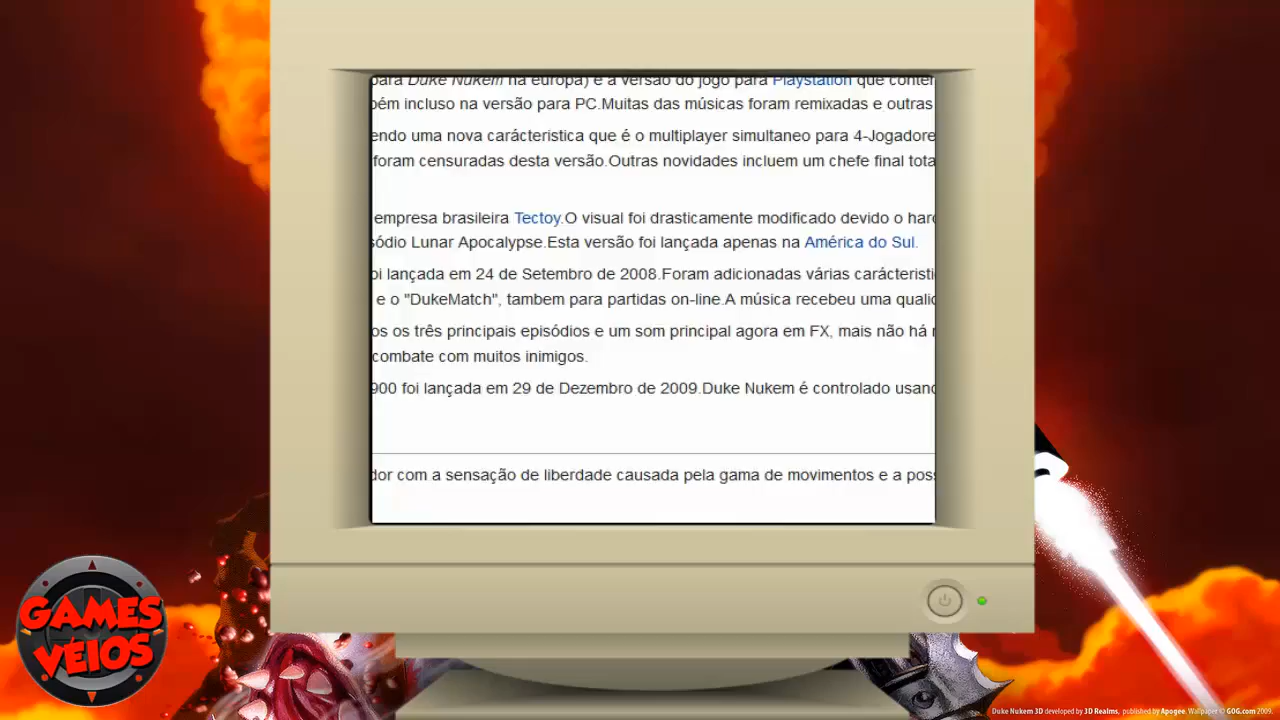 para Duke Nukem na europa) é a versão do jogo para Playstation que conter
bém incluso na versão para PC.Muitas das músicas foram remixadas e outras
endo uma nova carácteristica que é o multiplayer simultaneo para 4-Jogadore
foram censuradas desta versão.Outras novidades incluem um chefe final tota
empresa brasileira Tectoy.O visual foi drasticamente modificado devido o hard
sódio Lunar Apocalypse.Esta versão foi lançada apenas na América do Sul.
oi lançada em 24 de Setembro de 2008.Foram adicionadas várias carácteristi
e o "DukeMatch", tambem para partidas on-line.A música recebeu uma qualid
os os três principais episódios e um som principal agora em FX, mais não há
combate com muitos inimigos.
900 foi lançada em 29 de Dezembro de 2009.Duke Nukem é controlado usand
dor com a sensação de liberdade causada pela gama de movimentos e a poss
GAMES
VÉIOS
Duke Nukem 3D developed by 3D Realms, published by Apogee. Wallpaper © GOG.com 2009.